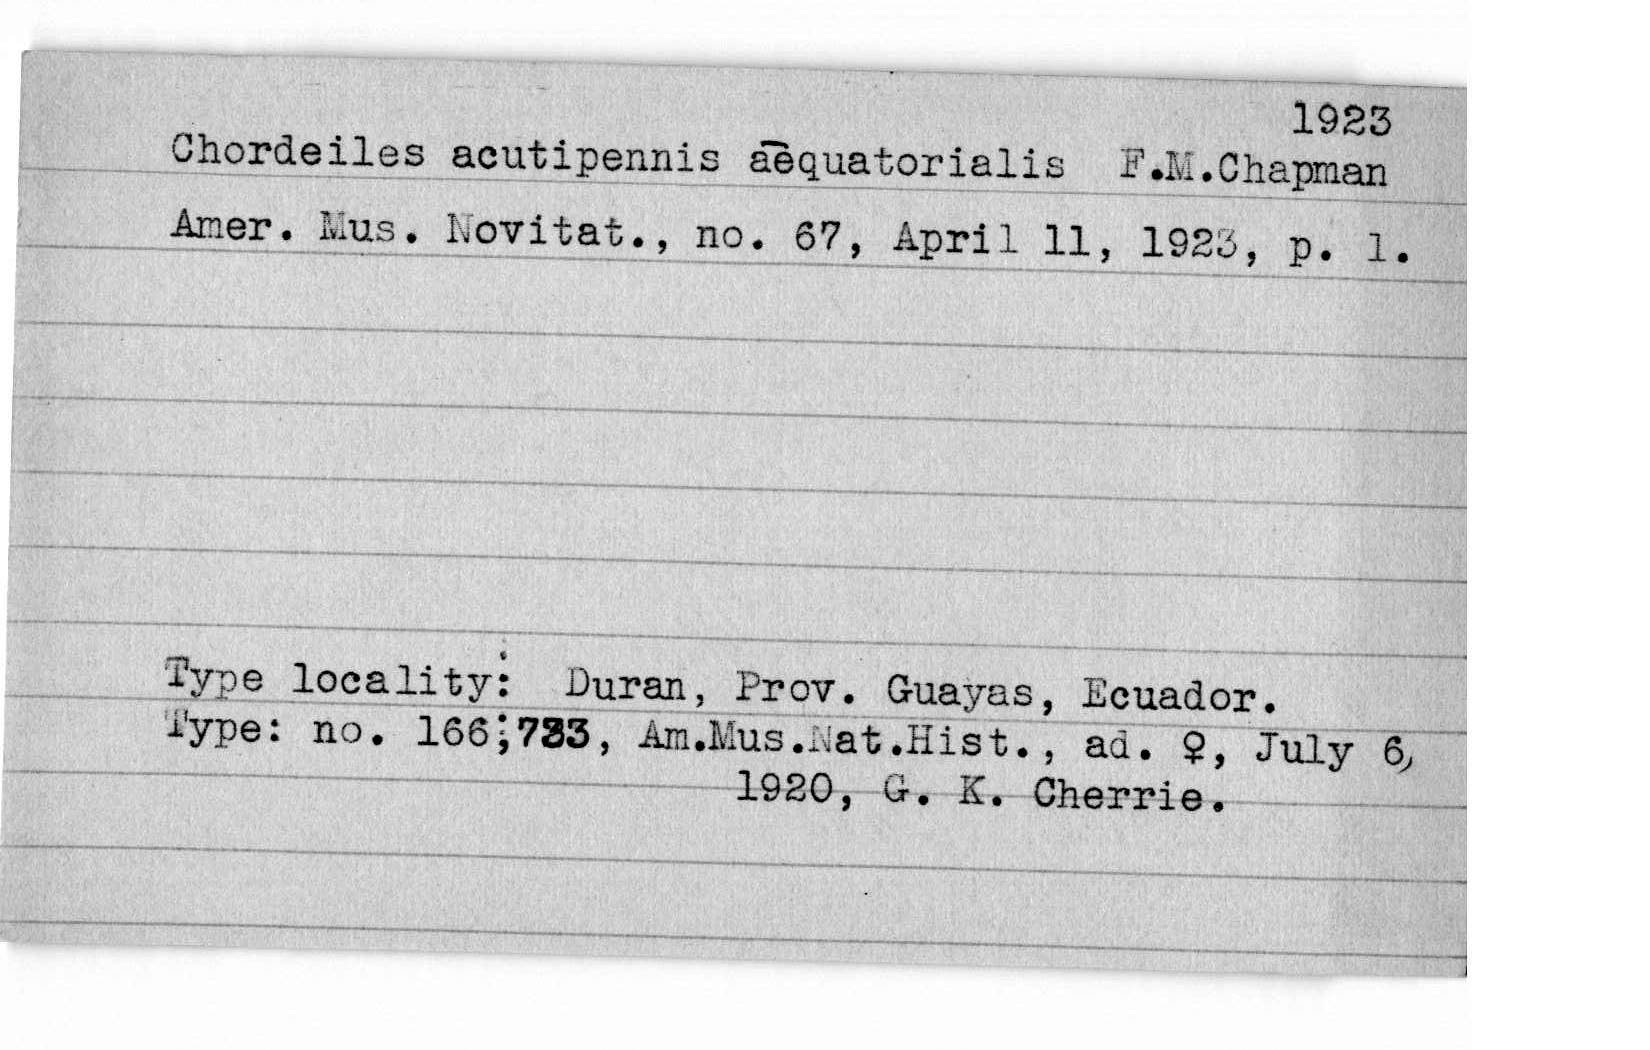 1923
Chordeiles acutipennis aequatorialis F.M.Chapman
Amer. Mus. Novitat., no. 67, April 11, 1923, p. 1.
Type locality: Duran, Prov. Guayas, Ecuador.
Type: no. 166;733, Am.Mus.Nat.Hist., ad. ♀, July 6,
1920, G. K. Cherrie.